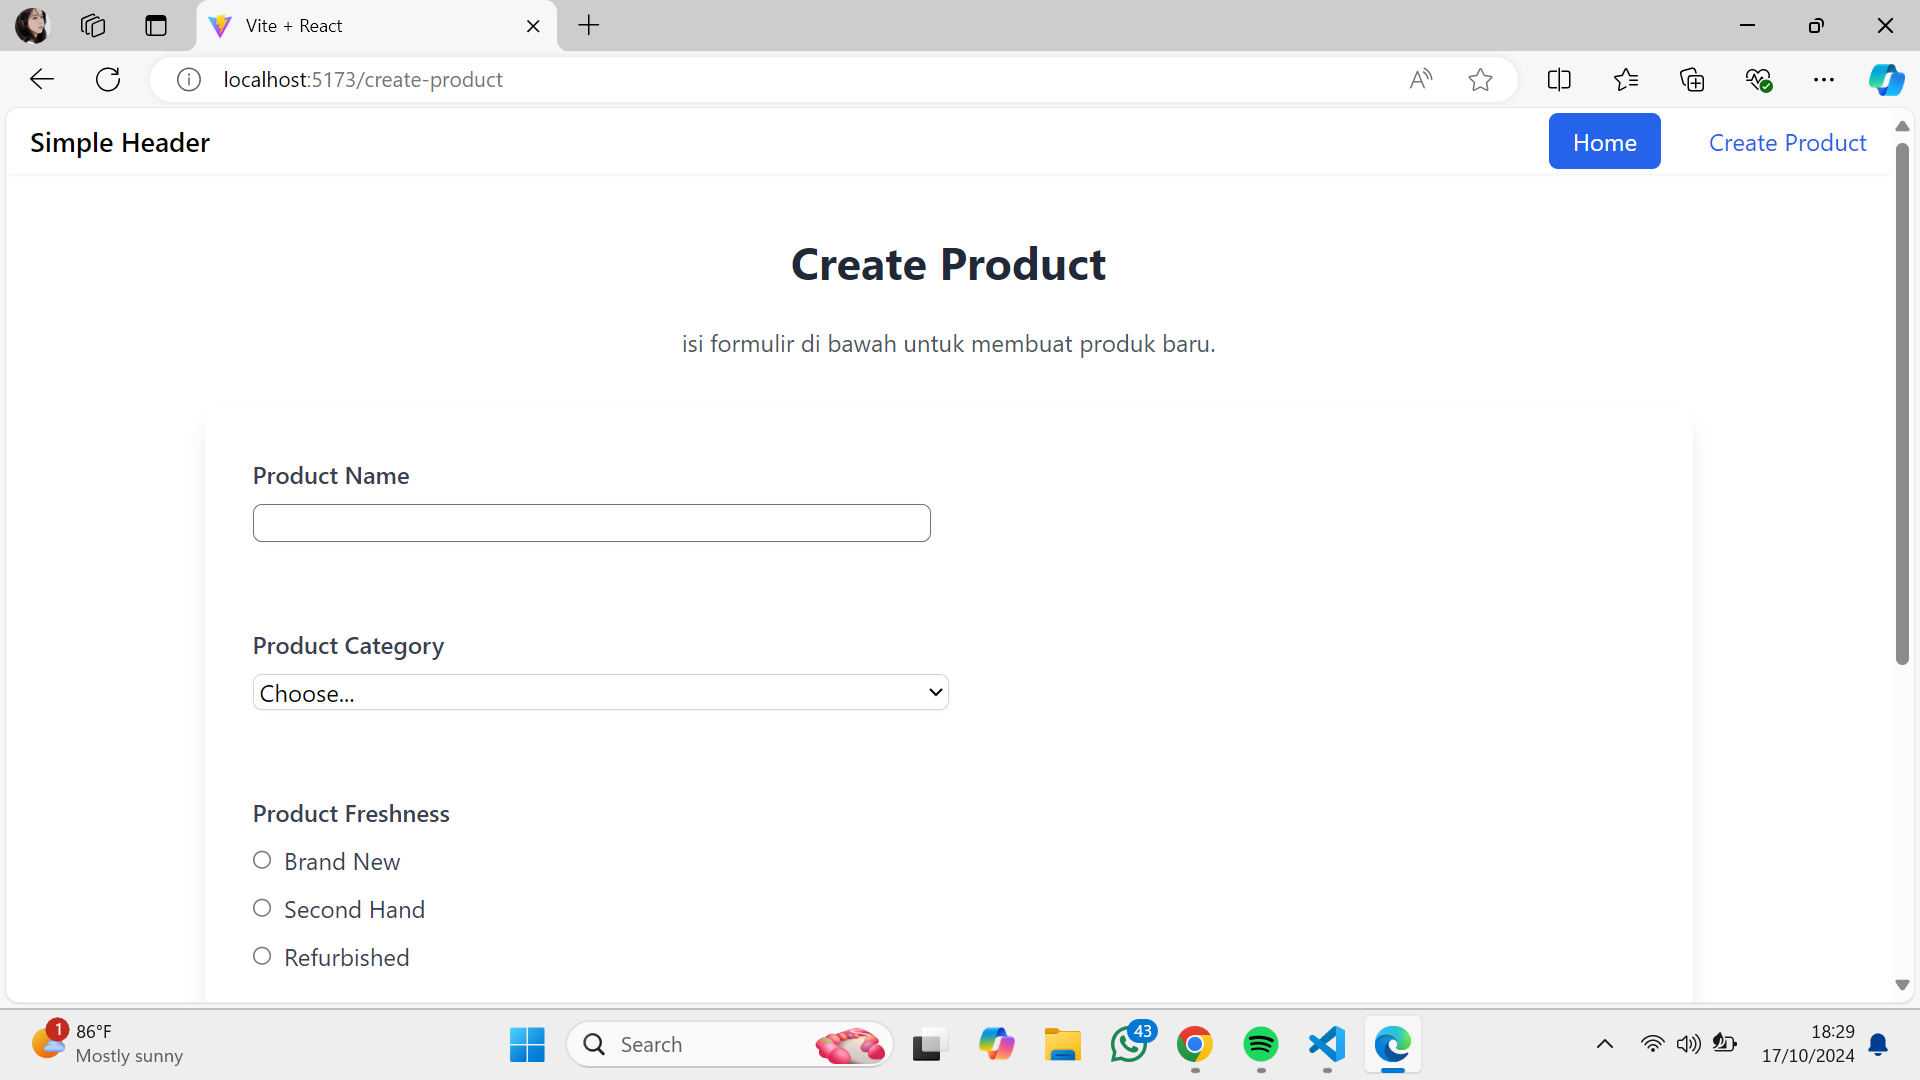 Vite + React
localhost:5173/create-product
Simple Header
Home
Create Product
Create Product
isi formulir di bawah untuk membuat produk baru.
Product Name
Product Category
Choose...
Product Freshness
Brand New
Second Hand
Refurbished
1
86°F
Mostly sunny
Search
43
18:29
17/10/2024